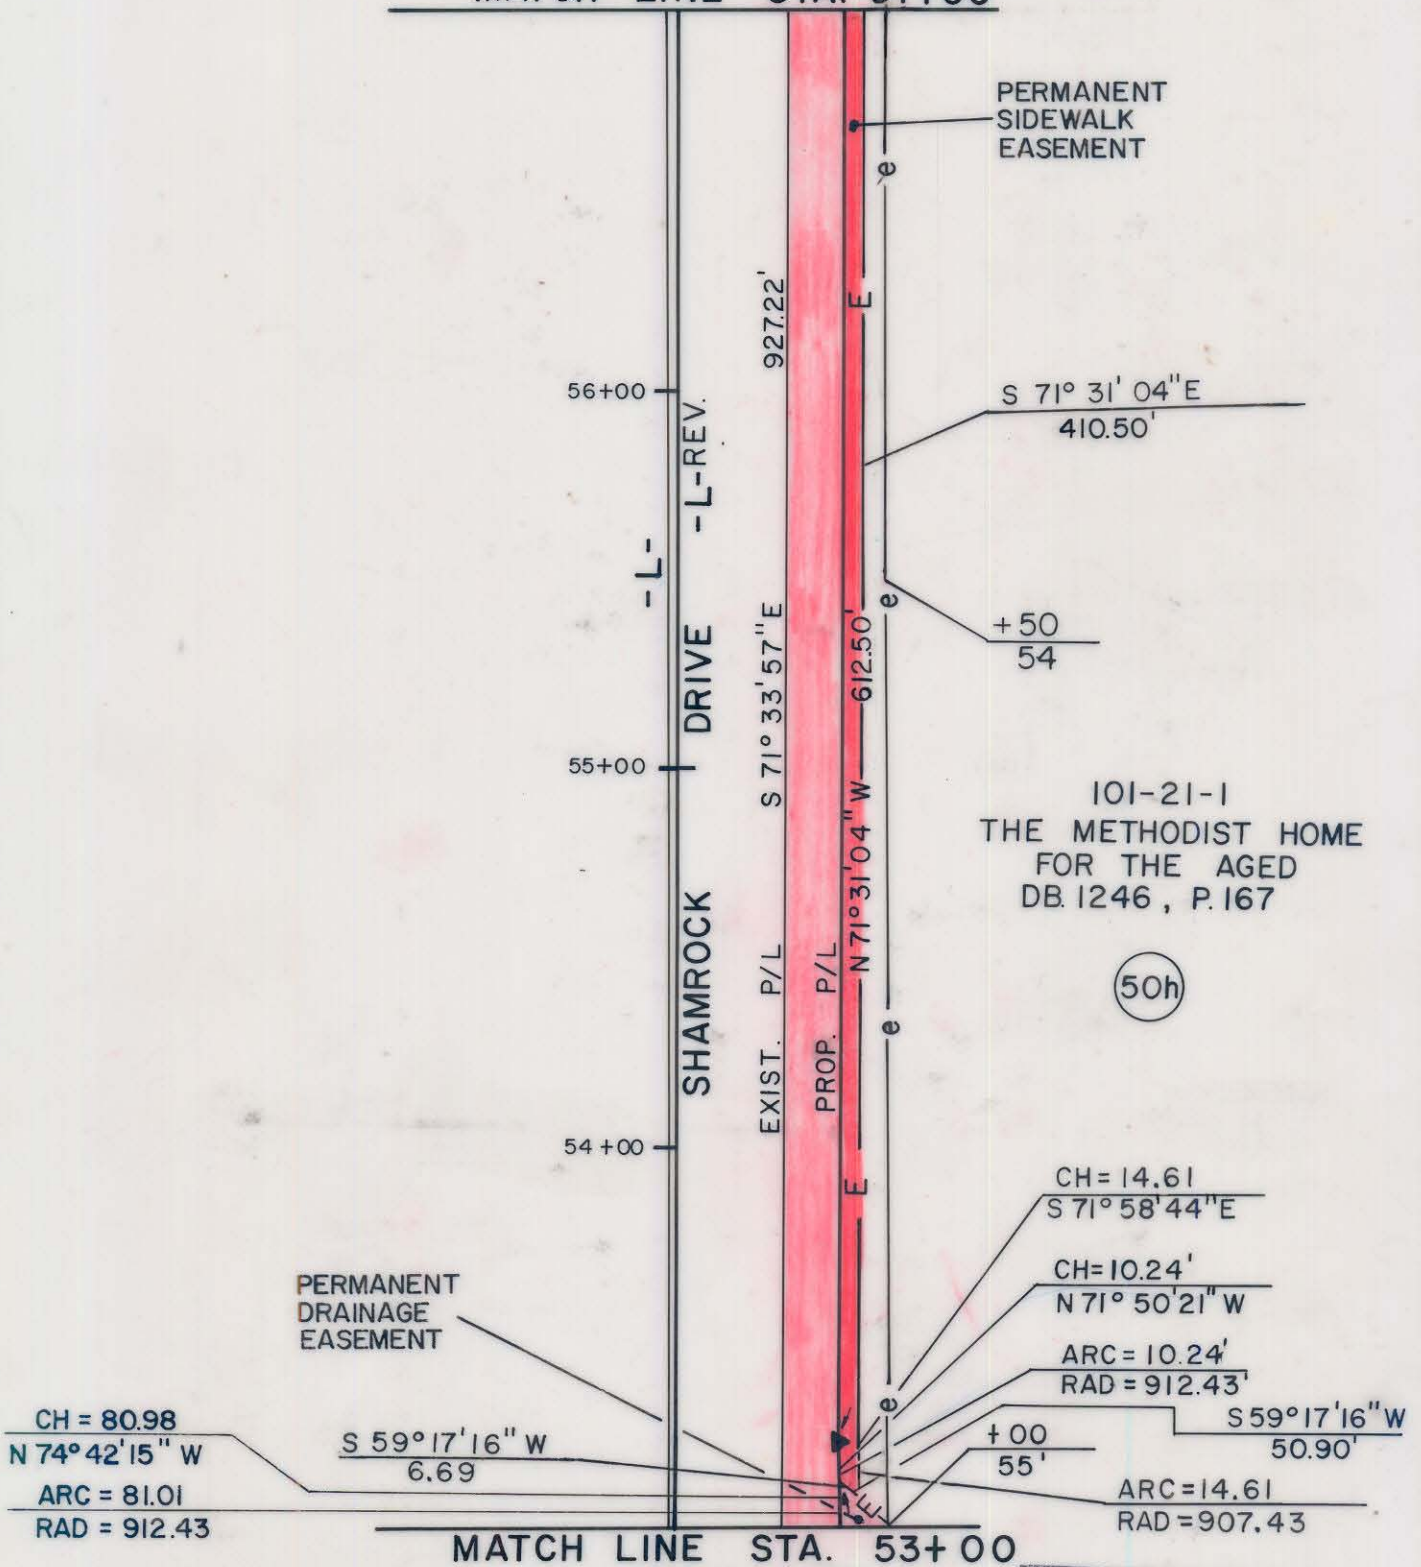 MATCH LINE STA. 57+00
PERMANENT
SIDEWALK
EASEMENT
e
E
927.22'
56+00
-L-REV.
S 71° 31' 04"E
410.50'
-L-
e
+50
54
S 71° 33' 57" E
612.50'
N 71° 31' 04" W
DRIVE
55+00
101-21-1
THE METHODIST HOME
FOR THE AGED
DB. 1246, P. 167
50h
SHAMROCK
EXIST. P/L
PROP. P/L
e
54+00
E
CH = 14.61
S 71° 58' 44"E
CH=10.24'
N 71° 50' 21" W
PERMANENT
DRAINAGE
EASEMENT
ARC = 10.24'
RAD = 912.43'
e
CH = 80.98
N 74° 42' 15" W
S 59° 17' 16" W
6.69
+00
55'
S 59° 17' 16" W
50.90'
ARC = 81.01
RAD = 912.43
E
ARC=14.61
RAD=907.43
MATCH LINE STA. 53+00